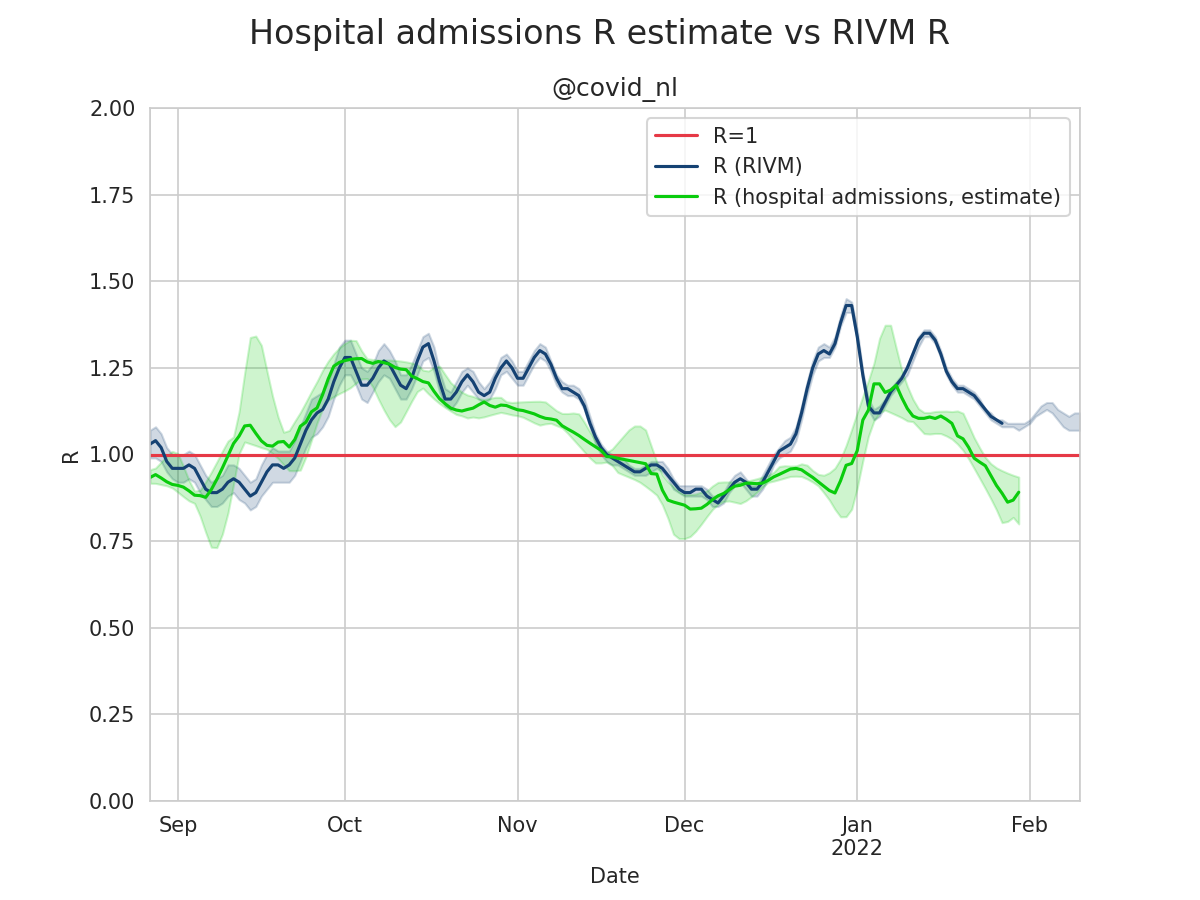 Hospital admissions R estimate vs RIVM R
@covid_nl
R=1
R (RIVM)
R (hospital admissions, estimate)
2.00
1.75
1.50
1.25
1.00
0.75
0.50
0.25
0.00
R
Sep Oct Nov Dec Jan Feb
2022
Date